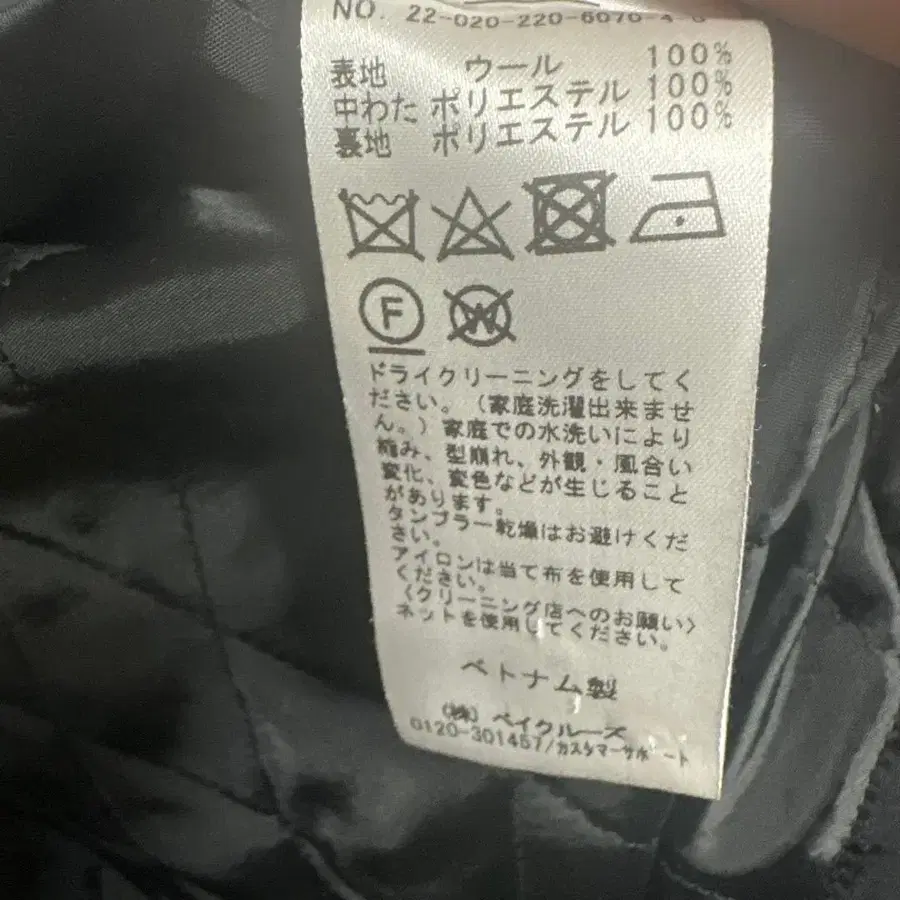 NO. 22-020-220-6070-4-0
表地 ウール 100%
中わた ポリエステル 100%
裏地 ポリエステル 100%
F
W
ドライクリーニングをしてく
ださい。(家庭洗濯出来ませ
ん。)家庭での水洗いにより
縮み、型崩れ、外観・風合い
変化、変色などが生じること
があります。
タンブラー乾燥はお避けくだ
さい。
アイロンは当て布を使用して
ください。
〈クリーニング店へのお願い〉
ネットを使用してください。
ベトナム製
(株) ベイクルーズ
0120-301457/カスタマーサポート